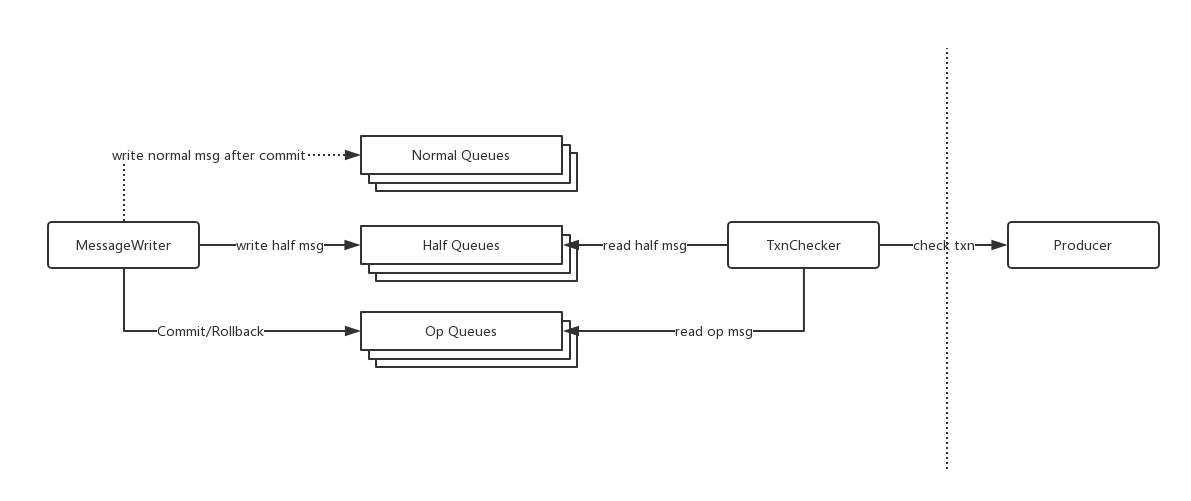 write normal msg after commit
Normal Queues
MessageWriter
write half msg
Half Queues
read half msg
TxnChecker
check txn
Producer
Commit/Rollback
Op Queues
read op msg